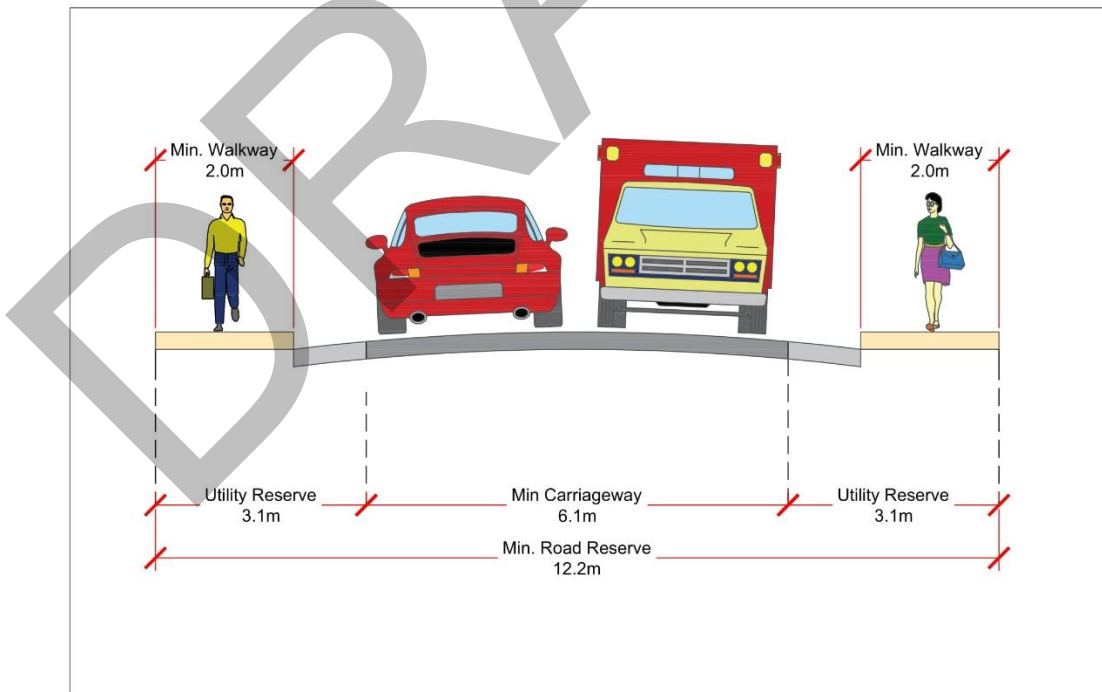 DRA
Min. Walkway
2.0m
Min. Walkway
2.0m
Utility Reserve
3.1m
Min Carriageway
6.1m
Utility Reserve
3.1m
Min. Road Reserve
12.2m